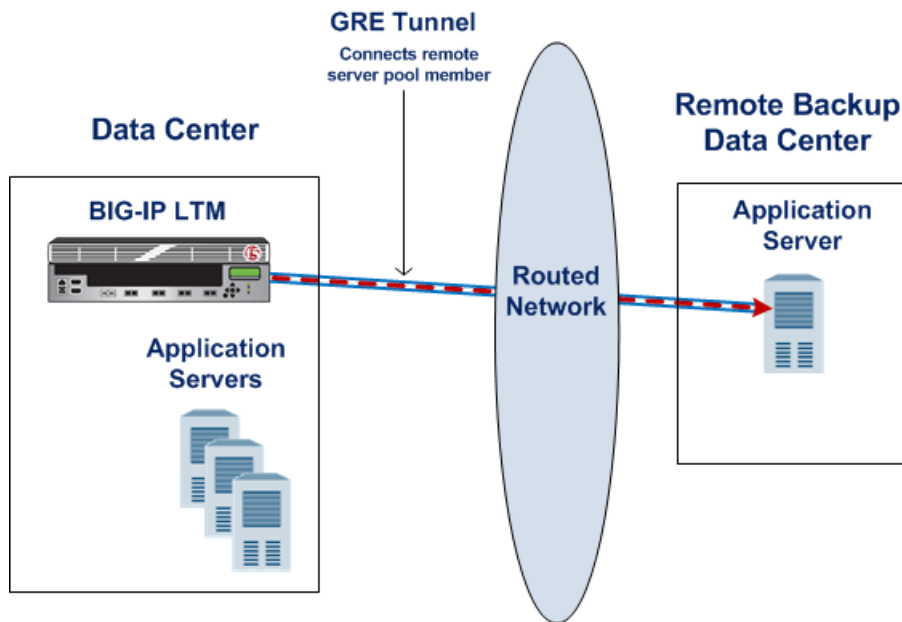 GRE Tunnel
Connects remote
server pool member
Data Center
BIG-IP LTM
f5
Application
Servers
Routed
Network
Remote Backup
Data Center
Application
Server